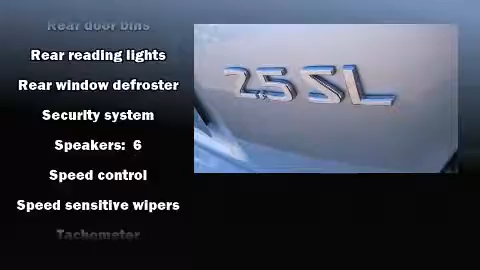 Rear door bins
Rear reading lights
Rear window defroster
Security system
Speakers: 6
Speed control
Speed sensitive wipers
Tachometer
2.5 SL